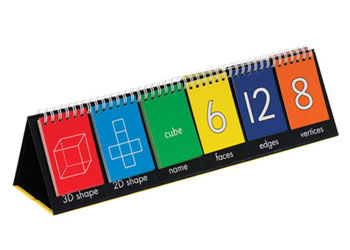 cube
6
12
8
3D shape
2D shape
name
faces
edges
vertices